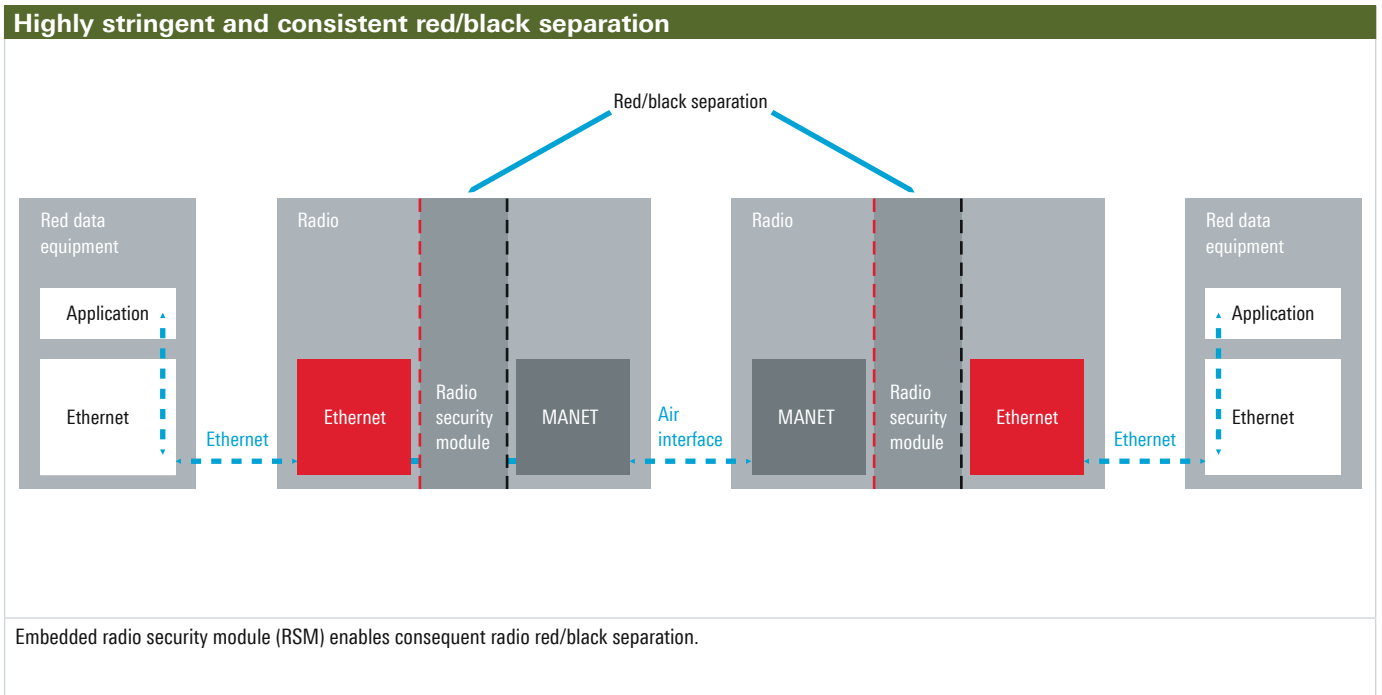 Highly stringent and consistent red/black separation
Red/black separation
Red data
equipment
Application
Ethernet
Ethernet
Radio
Ethernet
Radio
security
module
MANET
Air
interface
Radio
MANET
Radio
security
module
Ethernet
Ethernet
Red data
equipment
Application
Ethernet
Embedded radio security module (RSM) enables consequent radio red/black separation.